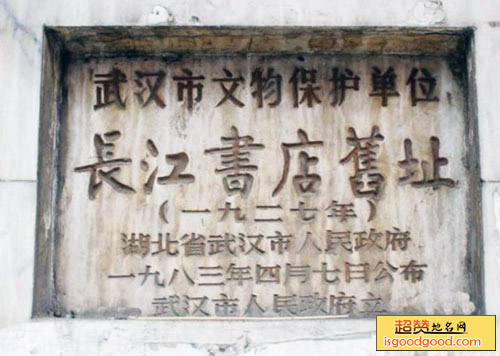 武汉市文物保护单位
長江書店舊址
（一九二七年）
湖北省武汉市人民政府
一九八三年四月七日公布
武汉市人民政府立
超赞地名网
isgoodgood.com